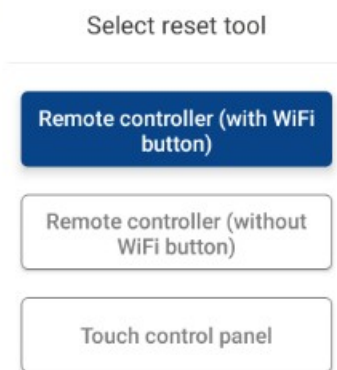 Select reset tool
Remote controller (with WiFi
button)
Remote controller (without
WiFi button)
Touch control panel